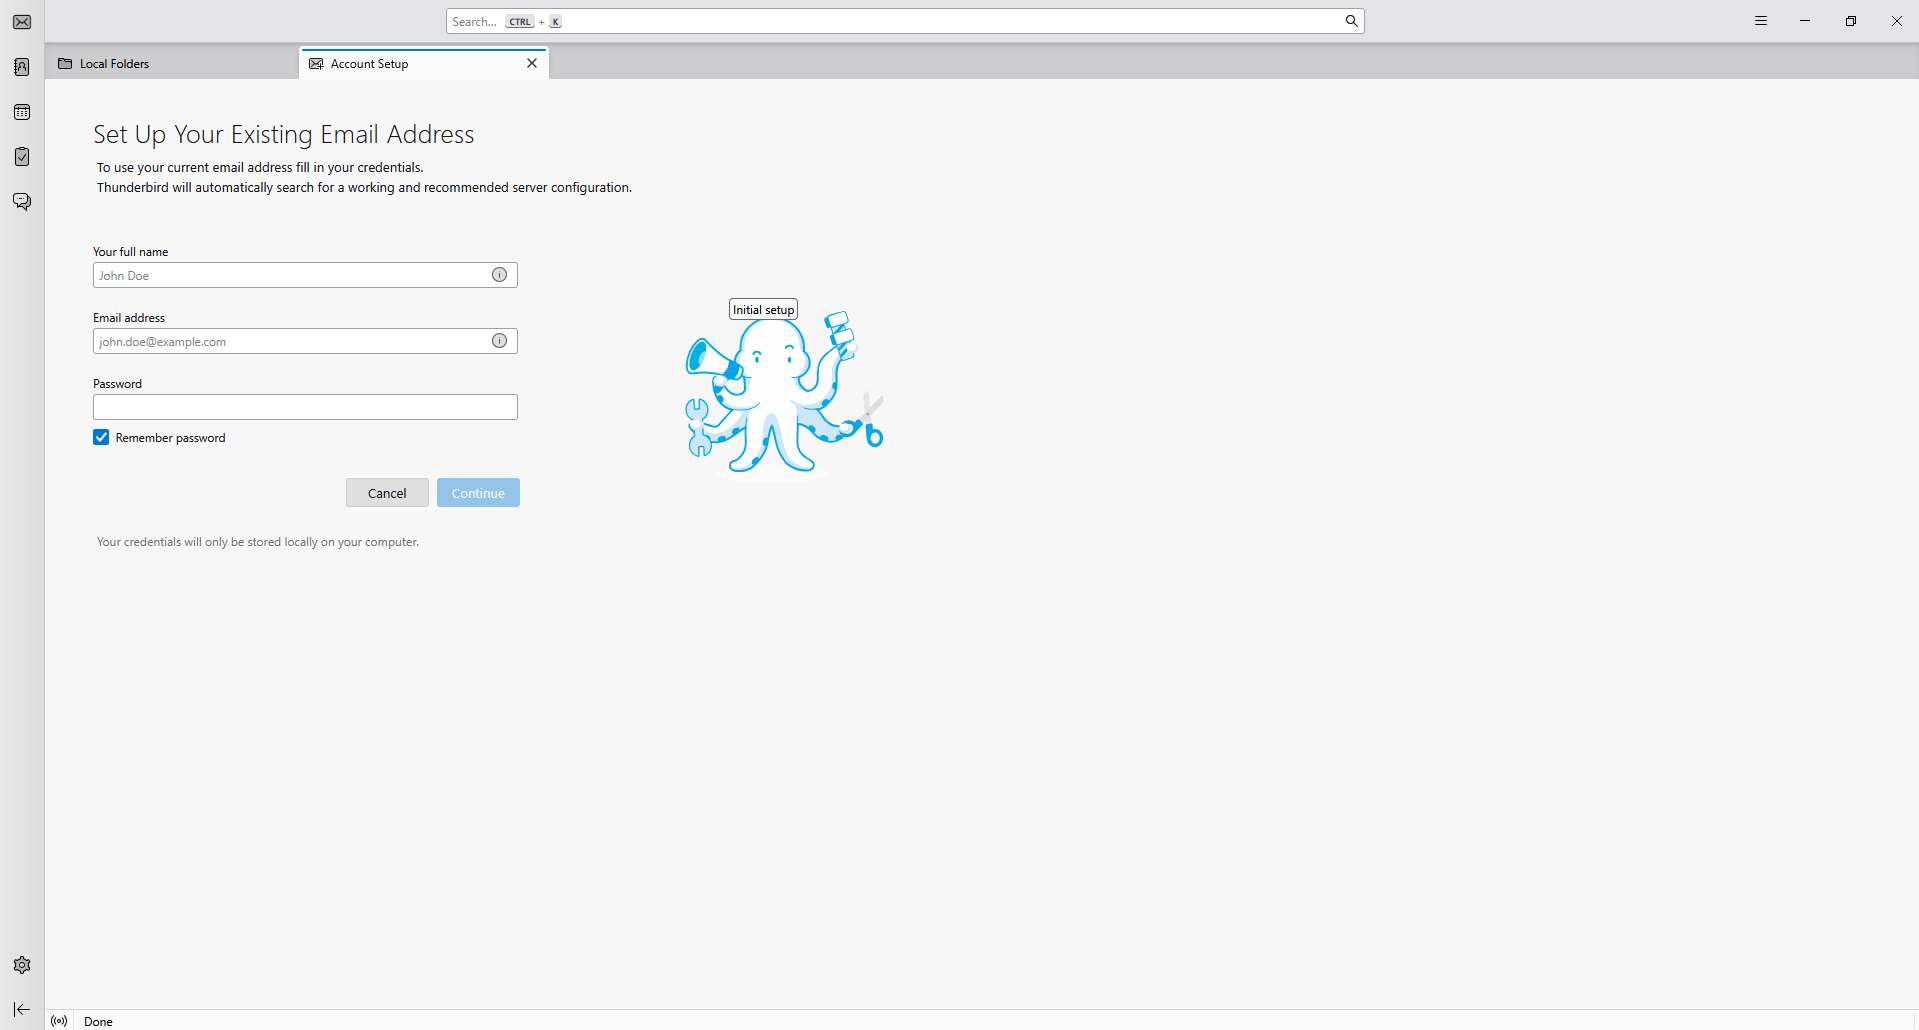 Search... CTRL + K
Local Folders
Account Setup
Set Up Your Existing Email Address
To use your current email address fill in your credentials.
Thunderbird will automatically search for a working and recommended server configuration.
Your full name
John Doe
Email address
john.doe@example.com
Password
Remember password
Cancel
Continue
Your credentials will only be stored locally on your computer.
Initial setup
Done